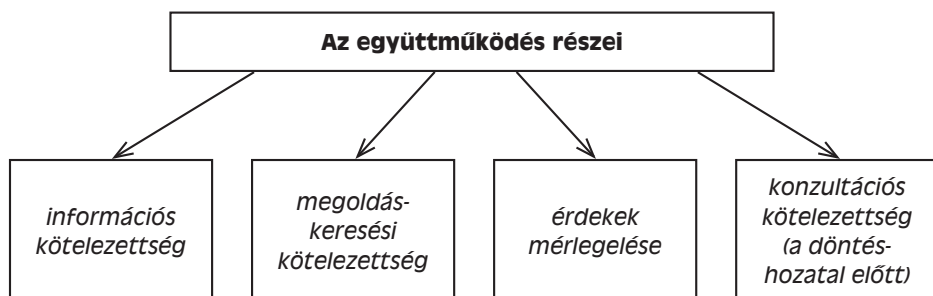 Az együttműködés részei
információs
kötelezettség
megoldás-
keresési
kötelezettség
érdekek
mérlegelése
konzultációs
kötelezettség
(a döntés-
hozatal előtt)